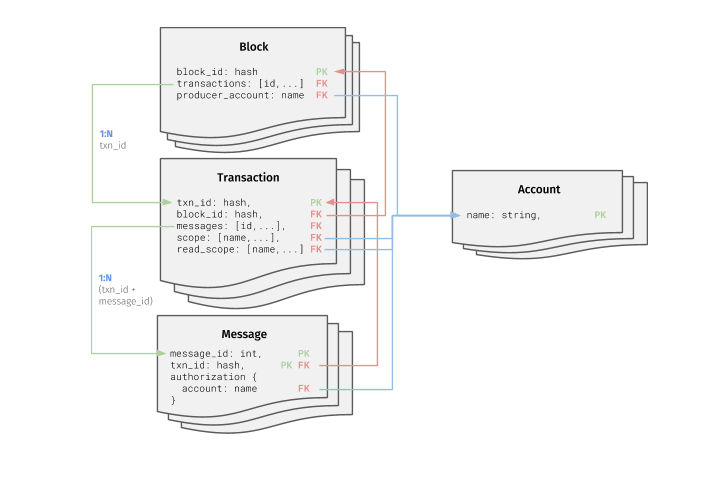 Block
block_id: hash PK
transactions: [id,...] FK
producer_account: name FK
1:N
txn_id
Transaction
txn_id: hash, PK
block_id: hash, FK
messages: [id,...], FK
scope: [name,...], FK
read_scope: [name,...] FK
Account
name: string, PK
1:N
(txn_id +
message_id)
Message
message_id: int, PK
txn_id: hash, PK FK
authorization {
account: name FK
}